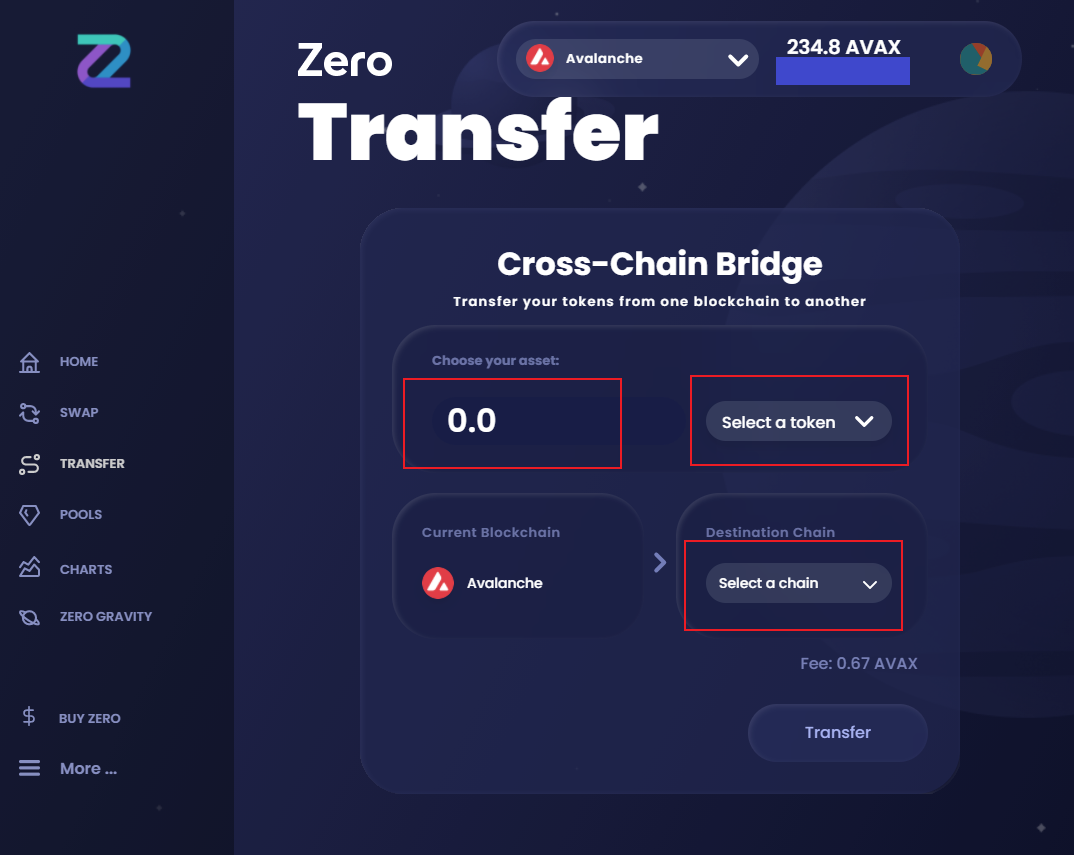 Zero
Transfer
Avalanche
234.8 AVAX
HOME
SWAP
TRANSFER
POOLS
CHARTS
ZERO GRAVITY
BUY ZERO
More ...
Cross-Chain Bridge
Transfer your tokens from one blockchain to another
Choose your asset:
0.0
Select a token
Current Blockchain
Avalanche
Destination Chain
Select a chain
Fee: 0.67 AVAX
Transfer